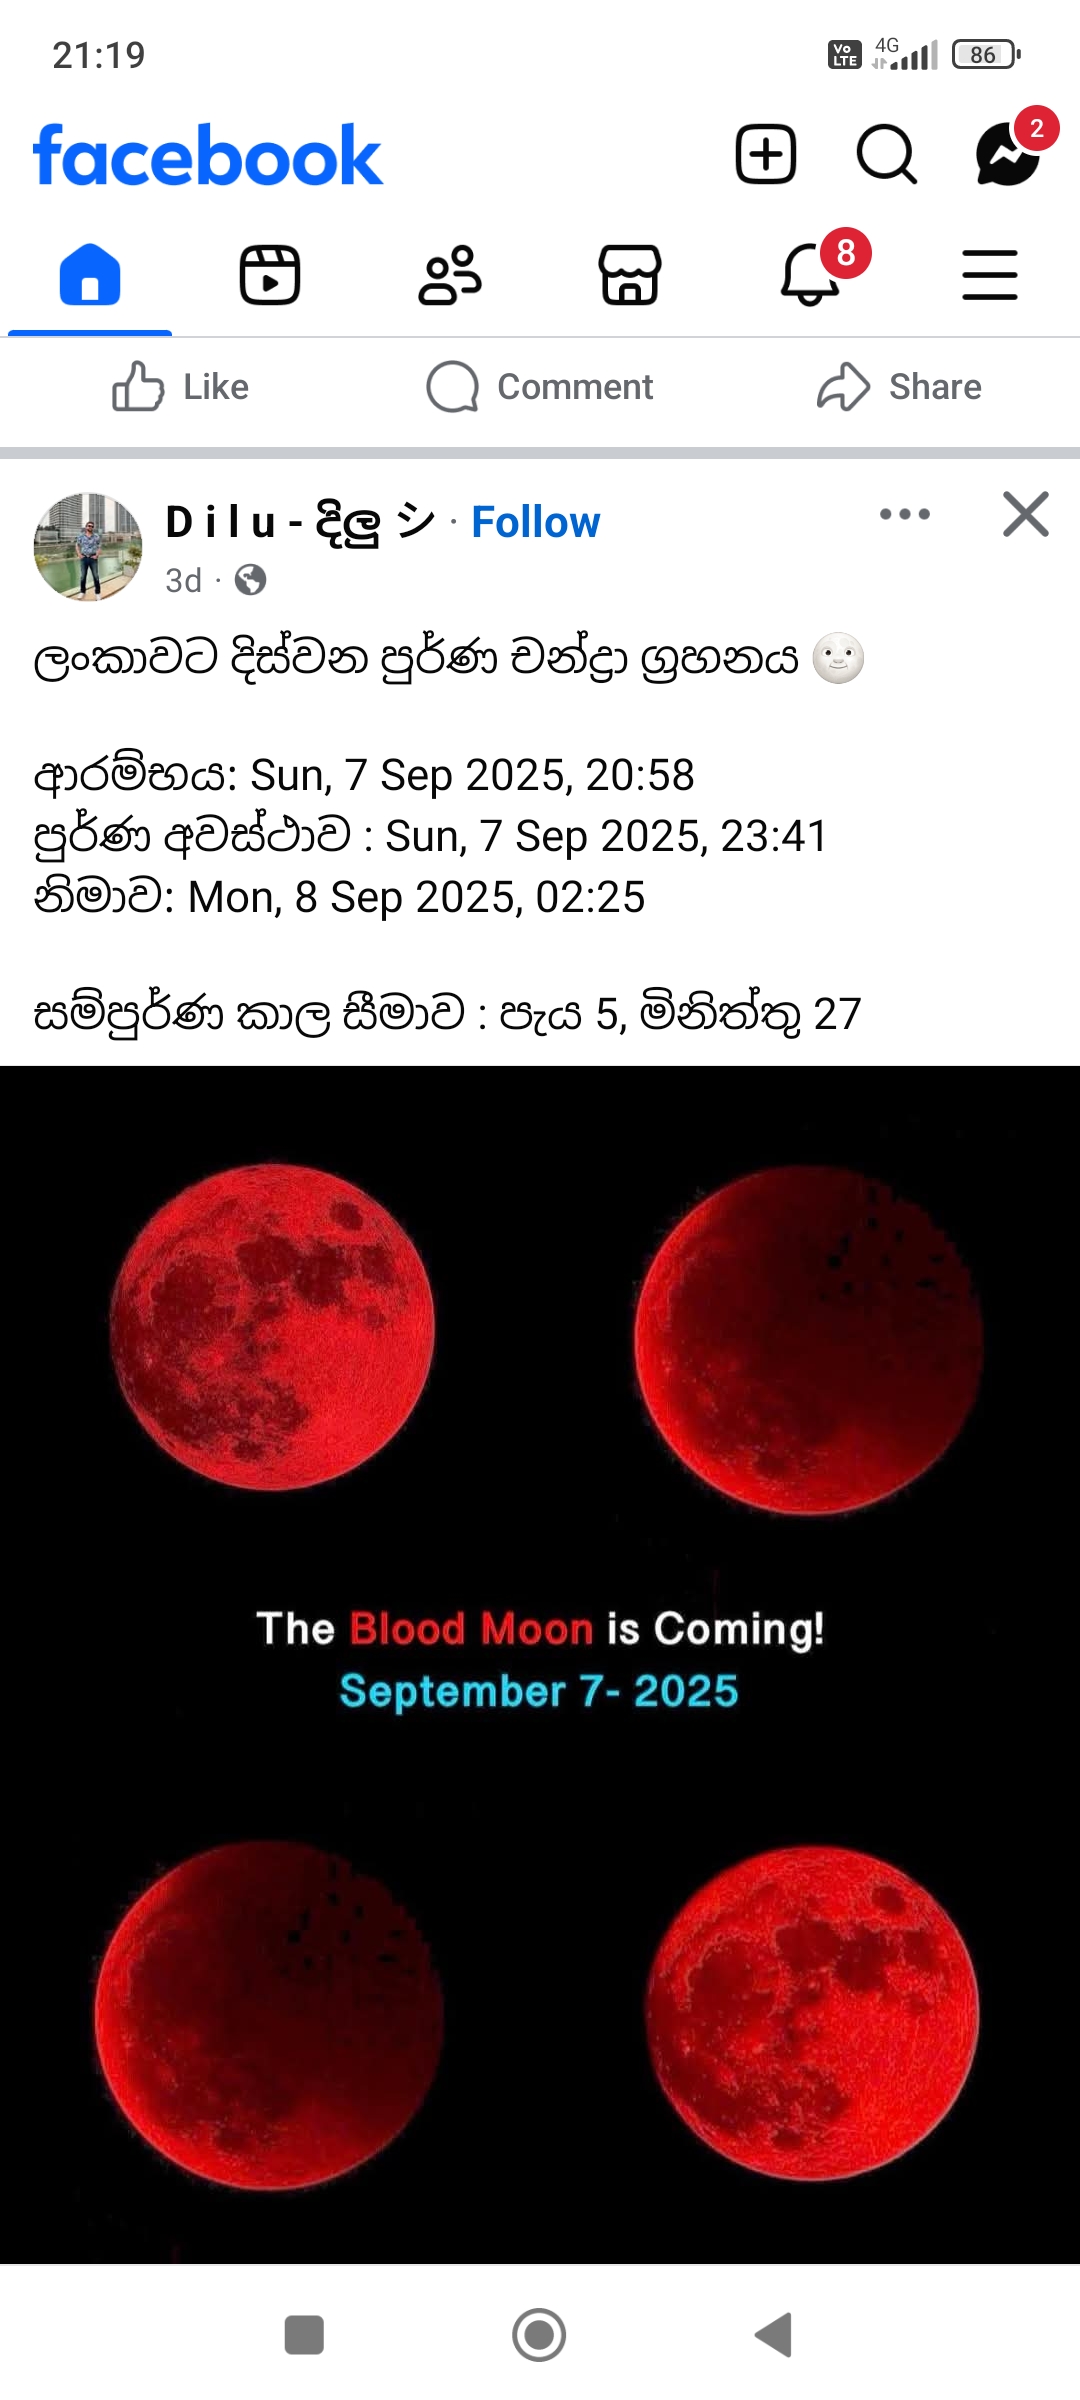 21:19
Vo LTE 4G 86
facebook
2
8
Like Comment Share
D i l u - දිලු シ · Follow
3d ·
ලංකාවට දිස්වන පුර්ණ චන්ද්‍රා ග්‍රහනය 🌝
ආරම්භය: Sun, 7 Sep 2025, 20:58
පුර්ණ අවස්ථාව : Sun, 7 Sep 2025, 23:41
නිමාව: Mon, 8 Sep 2025, 02:25
සම්පුර්ණ කාල සීමාව : පැය 5, මිනිත්තු 27
The Blood Moon is Coming!
September 7- 2025